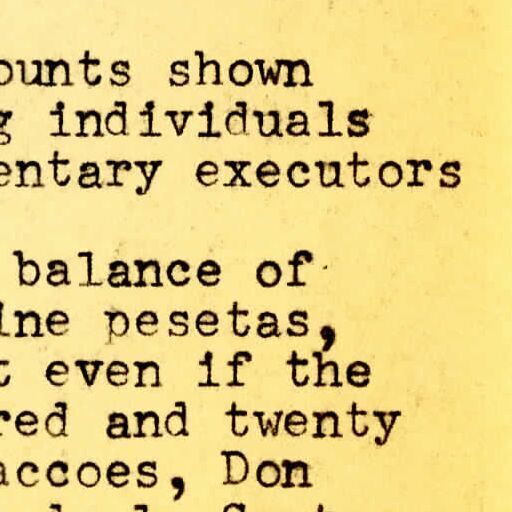 ounts shown
g individuals
entary executors
balance of
ine pesetas,
t even if the
red and twenty
accoes, Don